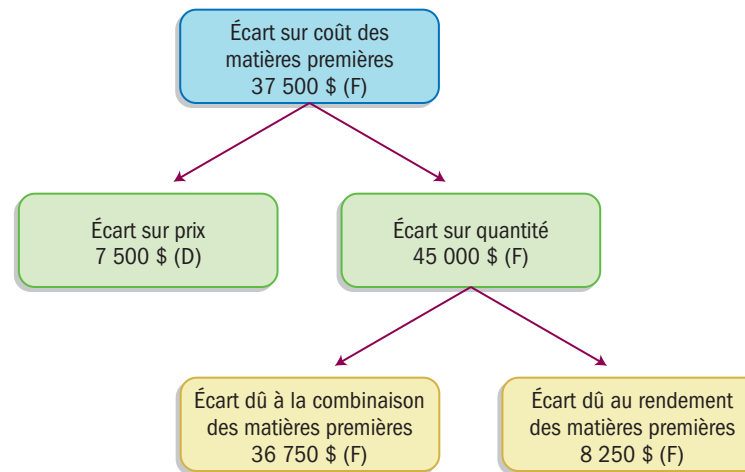 Écart sur coût des
matières premières
37 500 $ (F)
Écart sur prix
7 500 $ (D)
Écart sur quantité
45 000 $ (F)
Écart dû à la combinaison
des matières premières
36 750 $ (F)
Écart dû au rendement
des matières premières
8 250 $ (F)